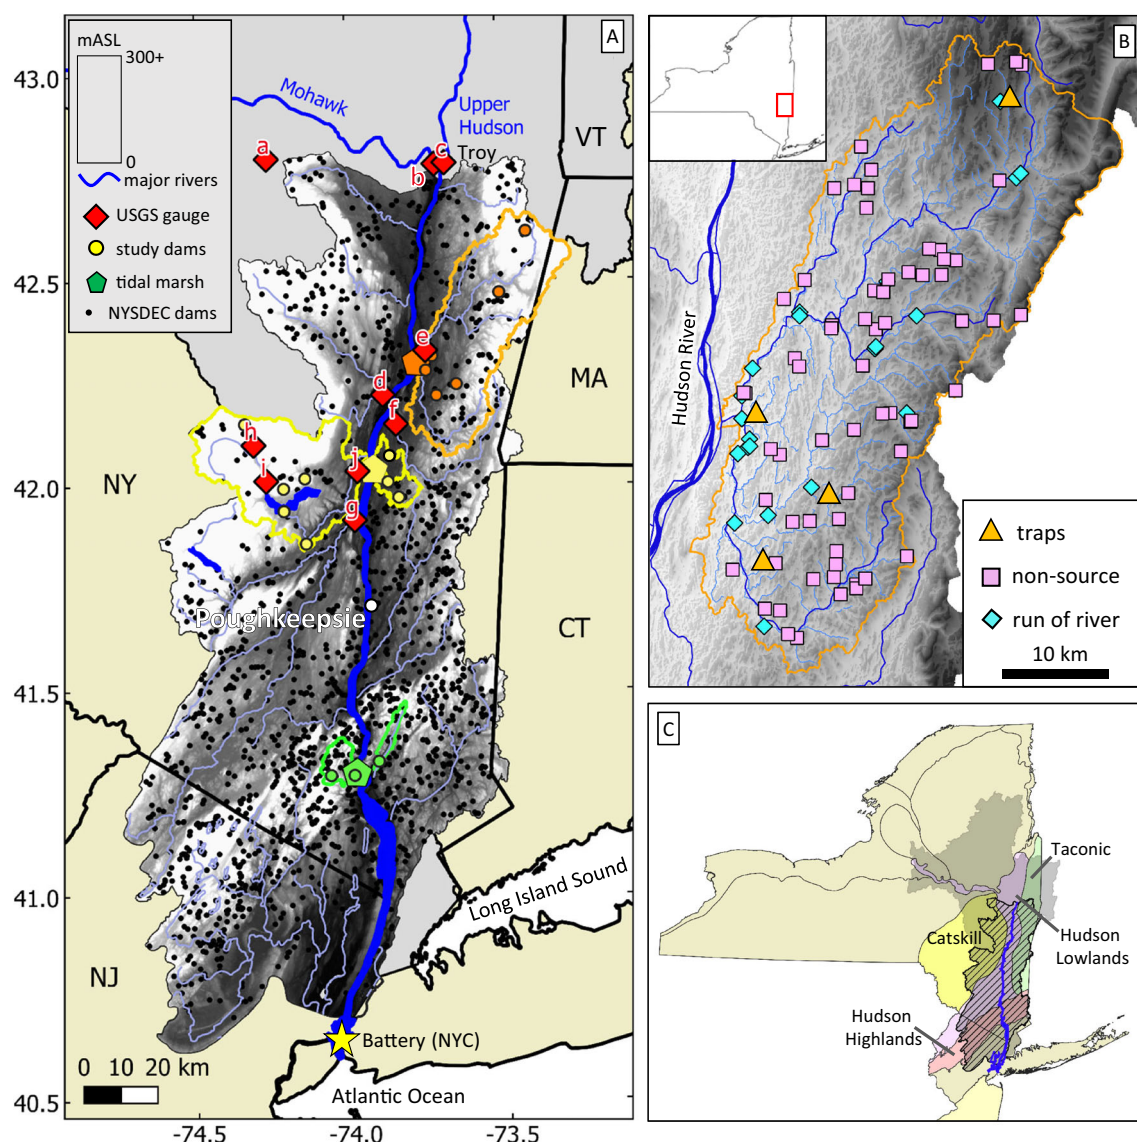 A
mASL
300+
0
major rivers
USGS gauge
study dams
tidal marsh
NYSDEC dams
43.0
42.5
42.0
41.5
41.0
40.5
-74.5
-74.0
-73.5
Mohawk
Upper
Hudson
Troy
VT
MA
NY
CT
NJ
a
b
c
d
e
f
g
h
i
j
Poughkeepsie
Long Island Sound
Battery (NYC)
Atlantic Ocean
0 10 20 km
B
Hudson River
traps
non-source
run of river
10 km
C
Taconic
Catskill
Hudson
Lowlands
Hudson
Highlands